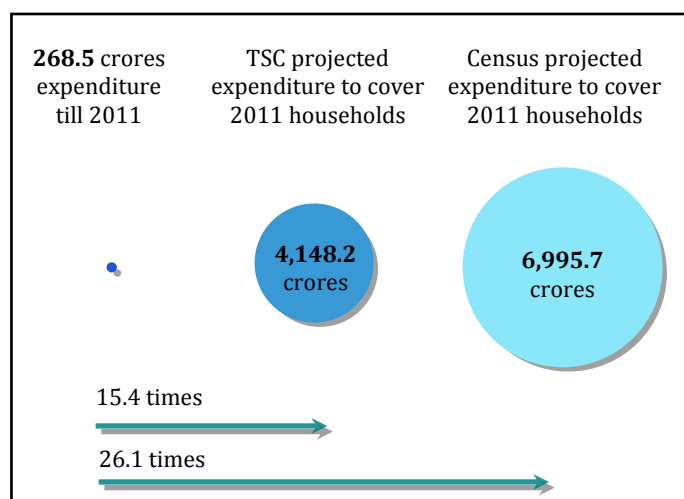 268.5 crores
expenditure
till 2011
TSC projected
expenditure to cover
2011 households
Census projected
expenditure to cover
2011 households
4,148.2
crores
6,995.7
crores
15.4 times
26.1 times